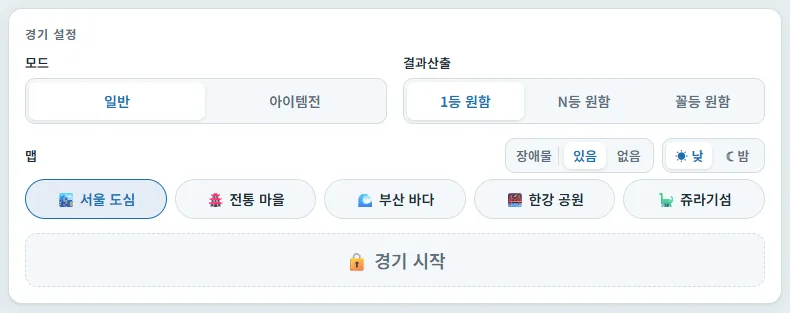 경기 설정
모드
일반 아이템전
결과산출
1등 원함 N등 원함 꼴등 원함
맵
장애물 있음 없음 낮 밤
서울 도심 전통 마을 부산 바다 한강 공원 쥬라기섬
경기 시작